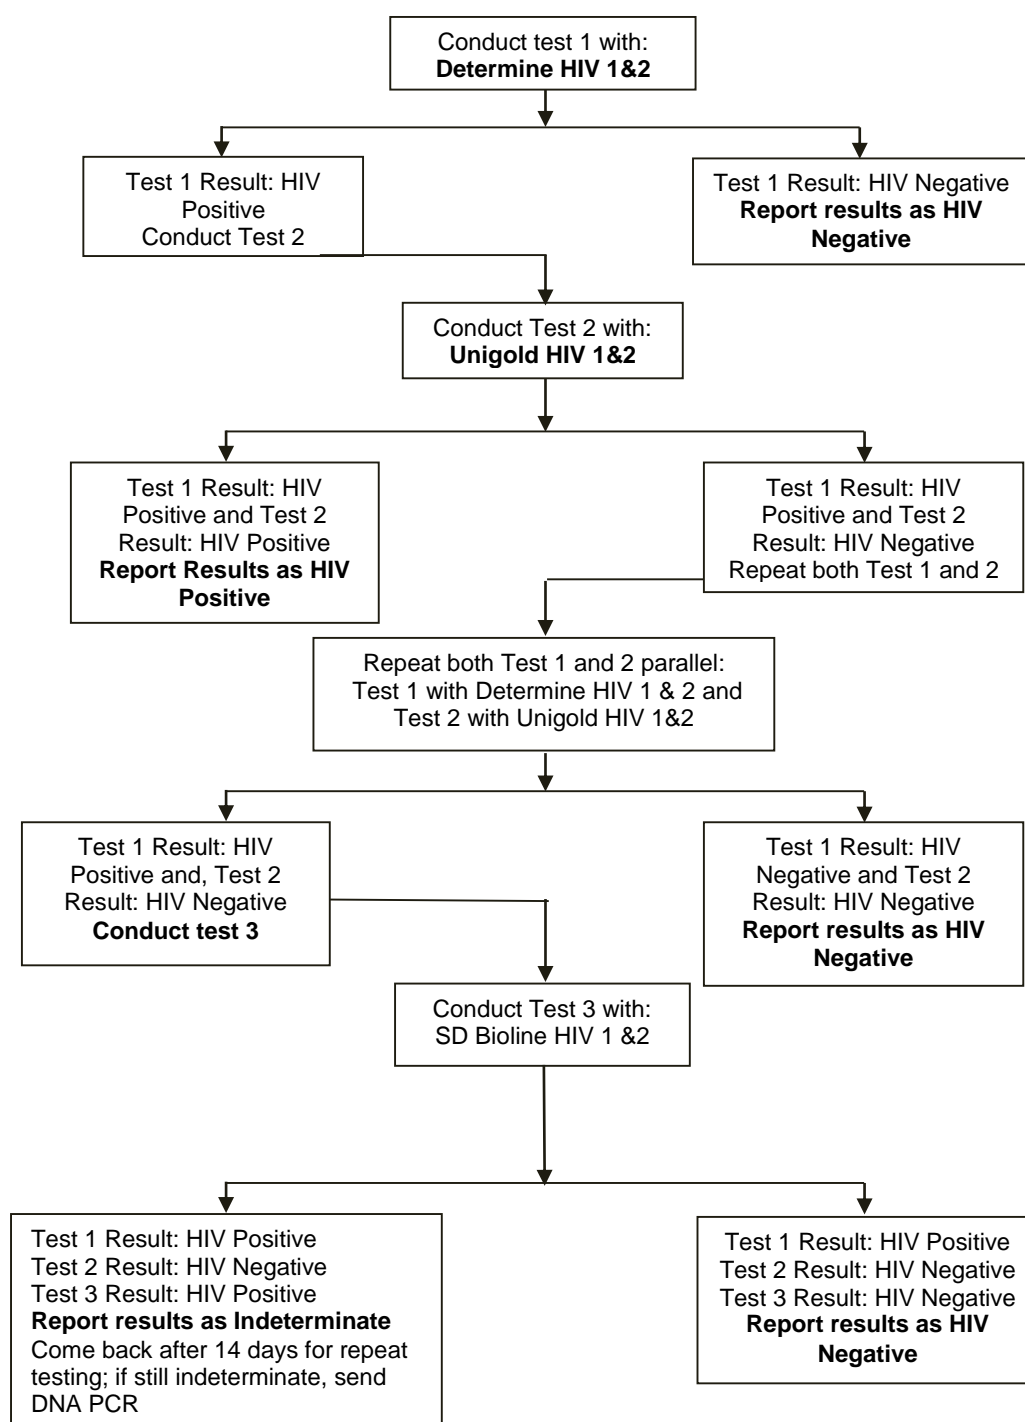 Conduct test 1 with:
Determine HIV 1&2
Test 1 Result: HIV
Positive
Conduct Test 2
Test 1 Result: HIV Negative
Report results as HIV
Negative
Conduct Test 2 with:
Unigold HIV 1&2
Test 1 Result: HIV
Positive and Test 2
Result: HIV Positive
Report Results as HIV
Positive
Test 1 Result: HIV
Positive and Test 2
Result: HIV Negative
Repeat both Test 1 and 2
Repeat both Test 1 and 2 parallel:
Test 1 with Determine HIV 1 & 2 and
Test 2 with Unigold HIV 1&2
Test 1 Result: HIV
Positive and, Test 2
Result: HIV Negative
Conduct test 3
Test 1 Result: HIV
Negative and Test 2
Result: HIV Negative
Report results as HIV
Negative
Conduct Test 3 with:
SD Bioline HIV 1 &2
Test 1 Result: HIV Positive
Test 2 Result: HIV Negative
Test 3 Result: HIV Positive
Report results as Indeterminate
Come back after 14 days for repeat
testing; if still indeterminate, send
DNA PCR
Test 1 Result: HIV Positive
Test 2 Result: HIV Negative
Test 3 Result: HIV Negative
Report results as HIV
Negative